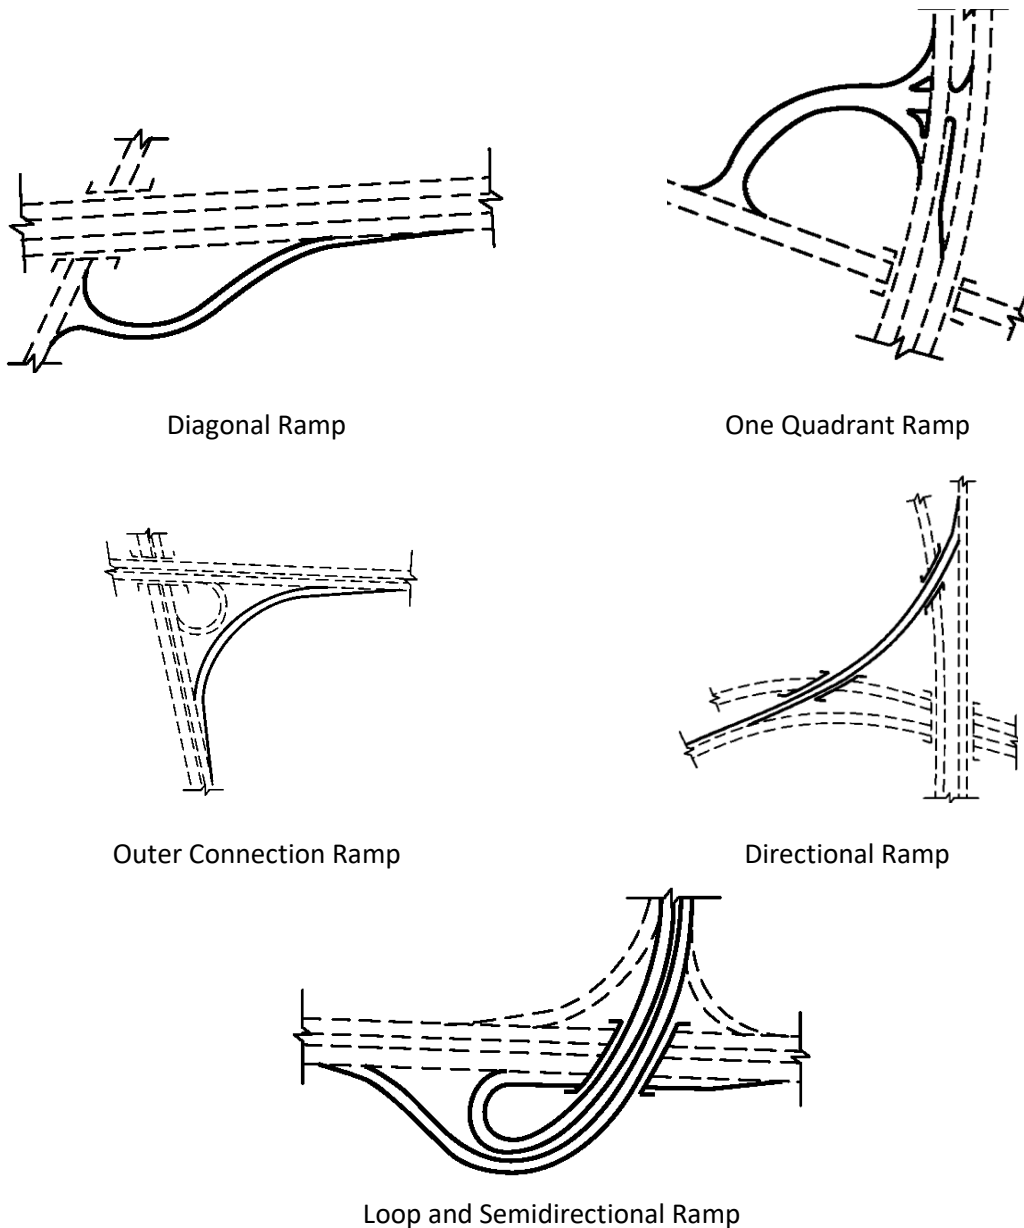 Diagonal Ramp
One Quadrant Ramp
Outer Connection Ramp
Directional Ramp
Loop and Semidirectional Ramp